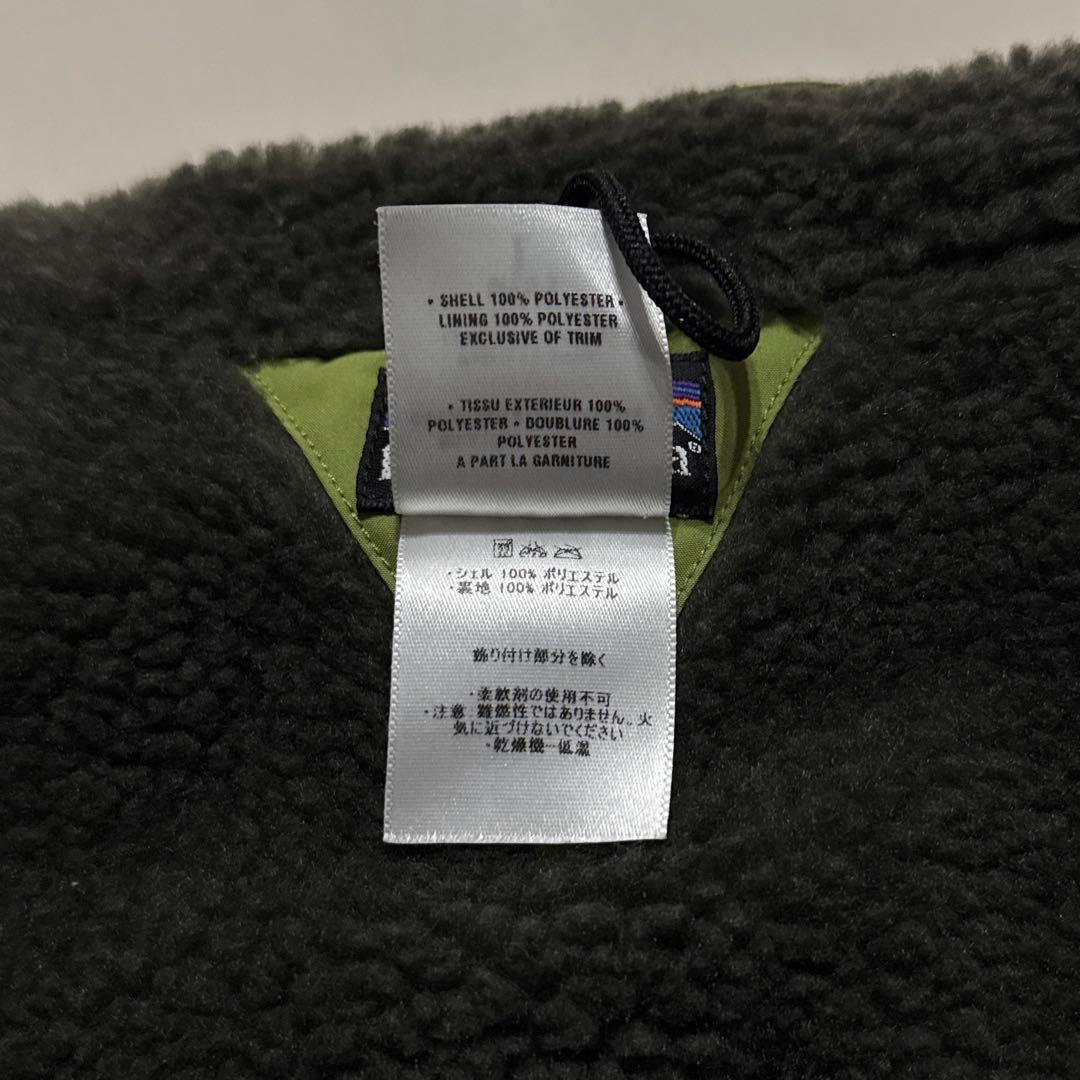 • SHELL 100% POLYESTER •
LINING 100% POLYESTER
EXCLUSIVE OF TRIM
• TISSU EXTERIEUR 100%
POLYESTER • DOUBLURE 100%
POLYESTER
A PART LA GARNITURE
・シェル 100% ポリエステル
・裏地 100% ポリエステル
飾り付け部分を除く
・柔軟剤の使用不可
・注意 難燃性ではありません、火
気に近づけないでください
・乾燥機−低温